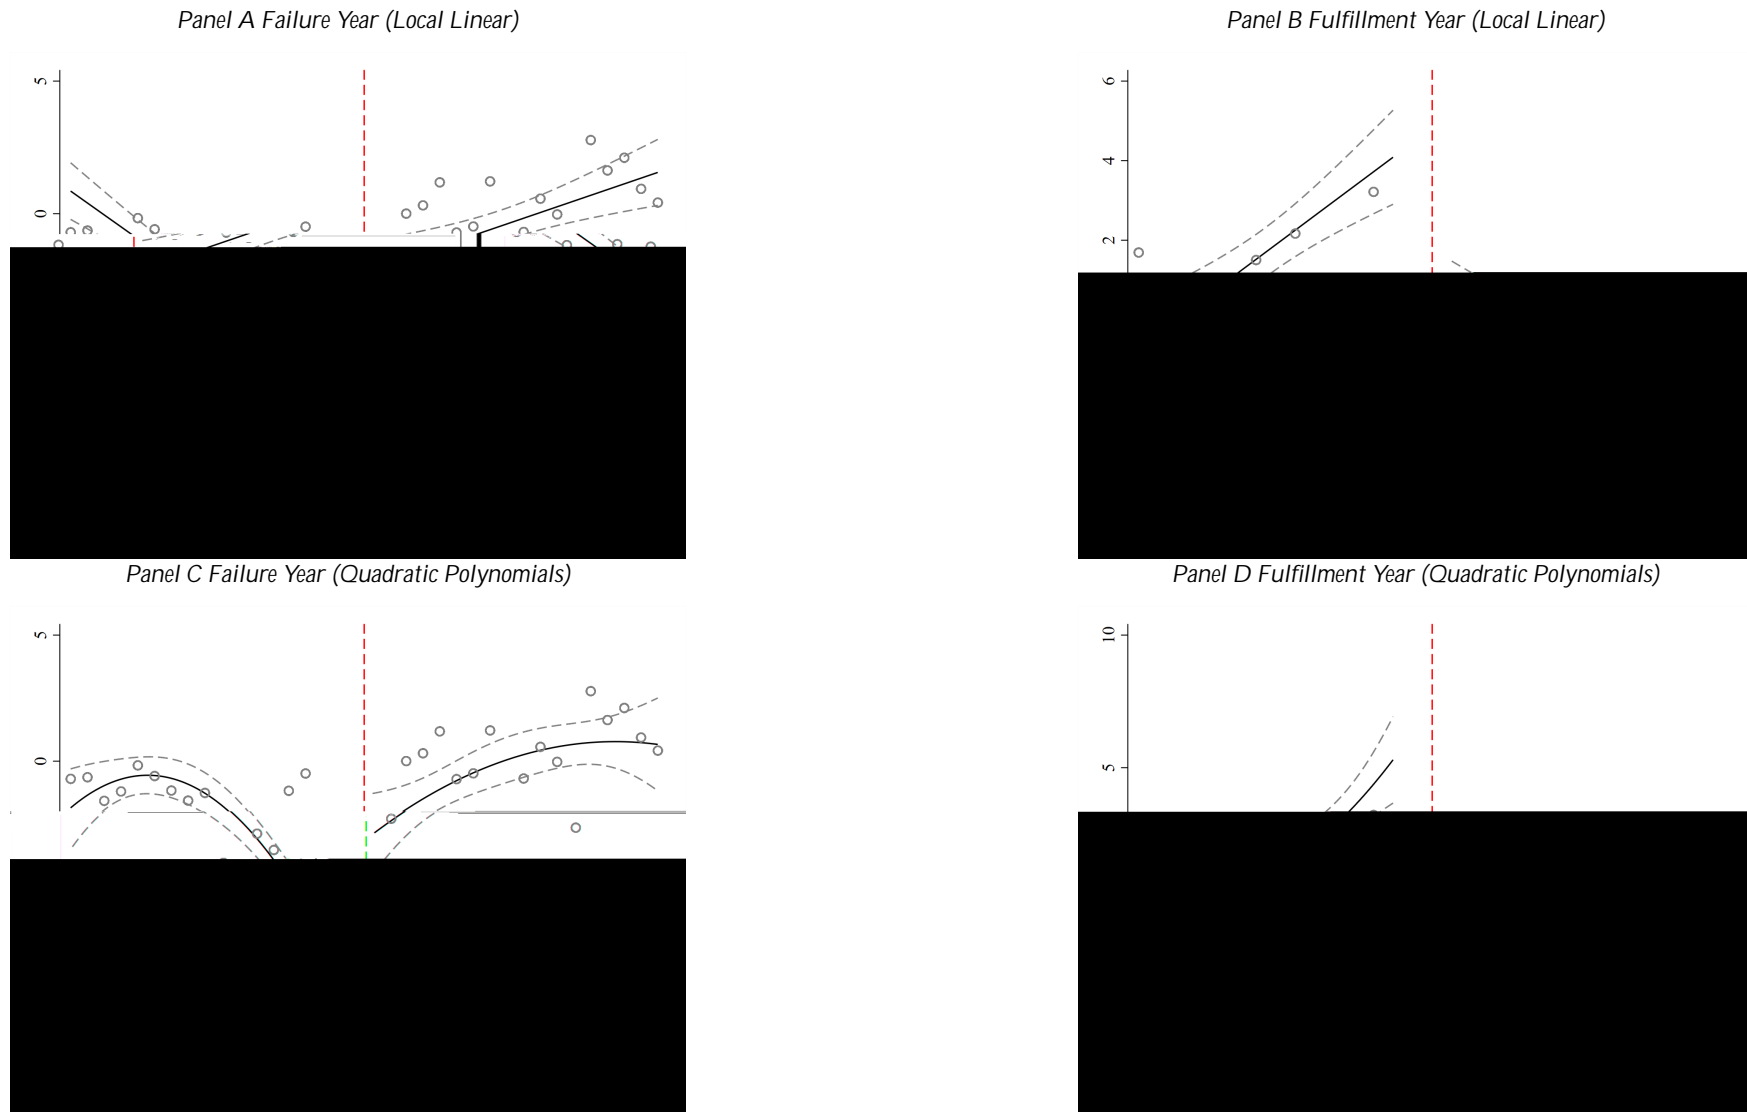 Panel A Failure Year (Local Linear)
Panel B Fulfillment Year (Local Linear)
5
0
6
4
2
Panel C Failure Year (Quadratic Polynomials)
Panel D Fulfillment Year (Quadratic Polynomials)
5
0
10
5